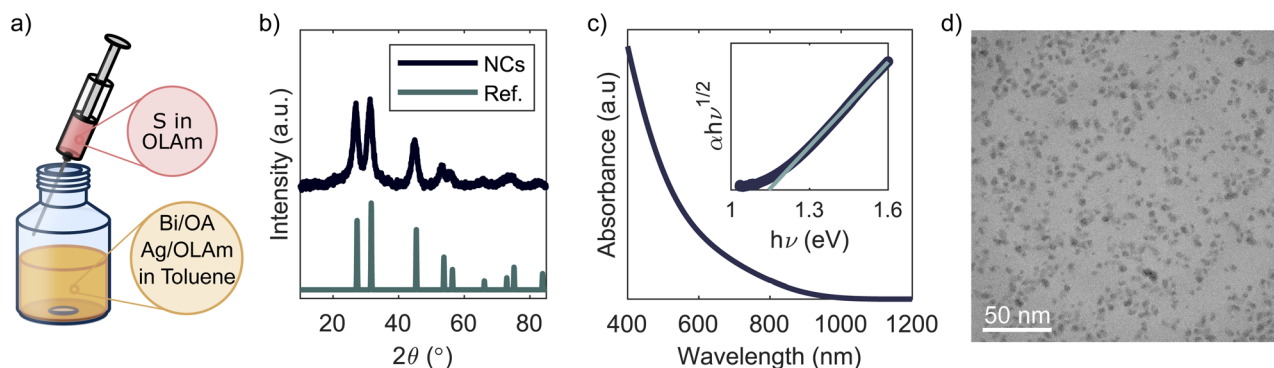 a)
S in
OLAm
Bi/OA
Ag/OLAm
in Toluene
b)
NCs
Ref.
Intensity (a.u.)
20 40 60 80
2θ (°)
c)
Absorbance (a.u)
αhν^1/2
1 1.3 1.6
hν (eV)
400 600 800 1000 1200
Wavelength (nm)
d)
50 nm